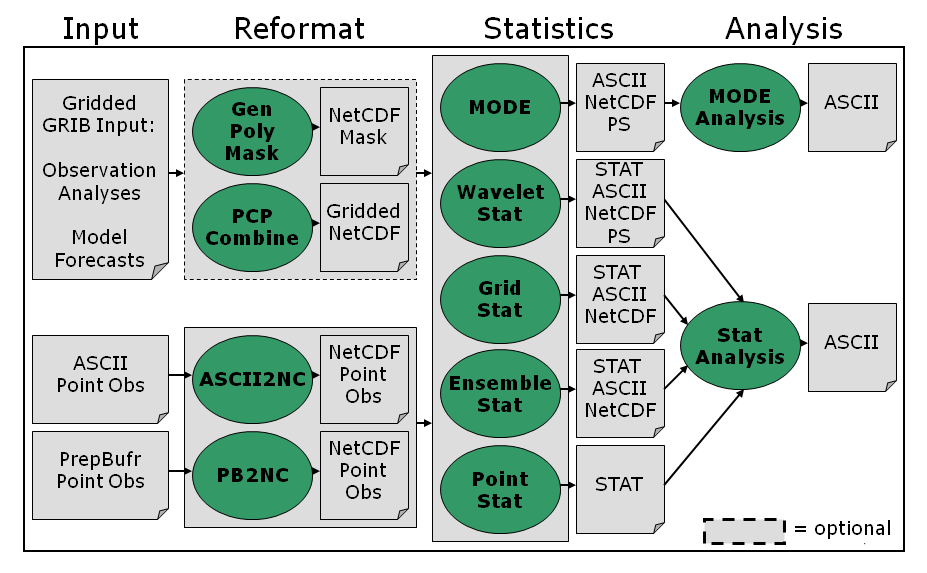 Input
Reformat
Statistics
Analysis
Gridded
GRIB Input:
Observation
Analyses
Model
Forecasts
Gen
Poly
Mask
NetCDF
Mask
PCP
Combine
Gridded
NetCDF
ASCII
Point Obs
ASCII2NC
NetCDF
Point
Obs
PrepBufr
Point Obs
PB2NC
NetCDF
Point
Obs
MODE
ASCII
NetCDF
PS
MODE
Analysis
ASCII
Wavelet
Stat
STAT
ASCII
NetCDF
PS
Grid
Stat
STAT
ASCII
NetCDF
Ensemble
Stat
STAT
ASCII
NetCDF
Point
Stat
STAT
Stat
Analysis
ASCII
= optional